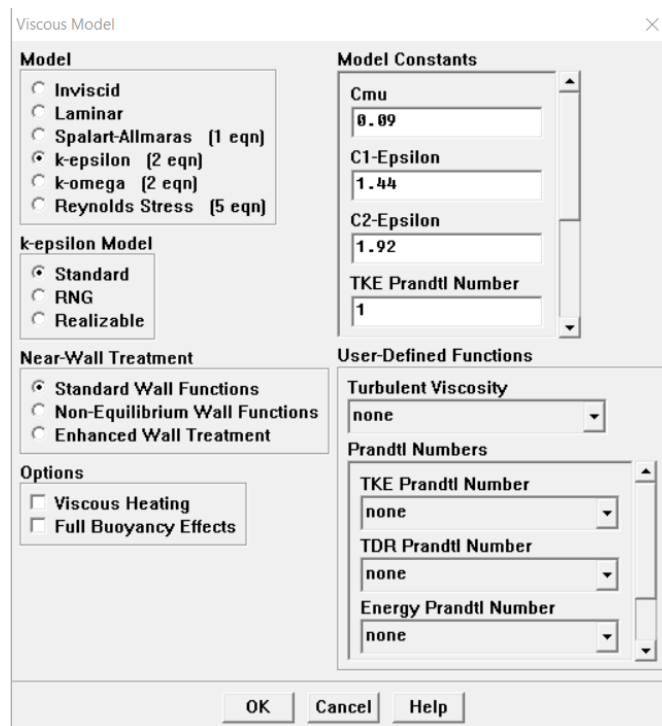 Viscous Model
Model
Inviscid
Laminar
Spalart-Allmaras (1 eqn)
k-epsilon (2 eqn)
k-omega (2 eqn)
Reynolds Stress (5 eqn)
k-epsilon Model
Standard
RNG
Realizable
Near-Wall Treatment
Standard Wall Functions
Non-Equilibrium Wall Functions
Enhanced Wall Treatment
Options
Viscous Heating
Full Buoyancy Effects
Model Constants
Cmu
0.09
C1-Epsilon
1.44
C2-Epsilon
1.92
TKE Prandtl Number
1
User-Defined Functions
Turbulent Viscosity
none
Prandtl Numbers
TKE Prandtl Number
none
TDR Prandtl Number
none
Energy Prandtl Number
none
OK Cancel Help